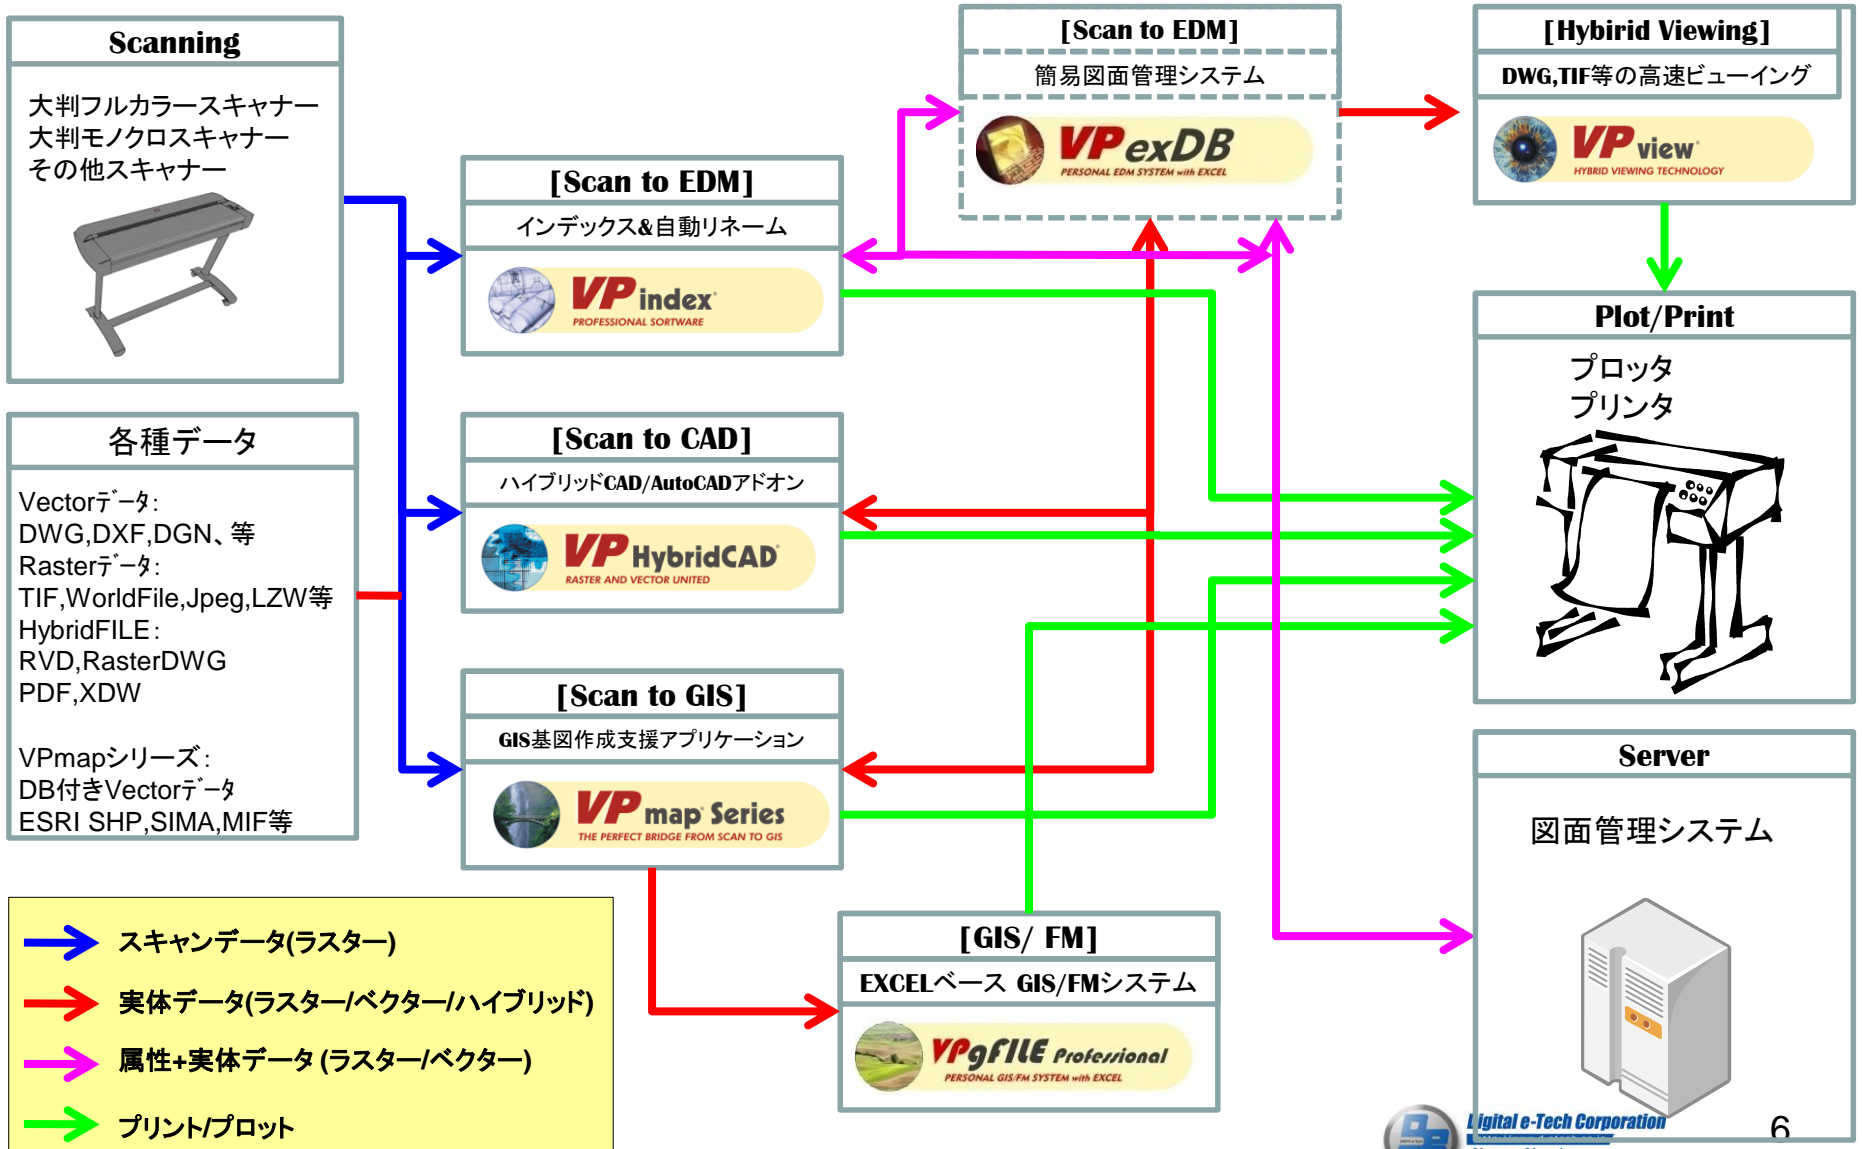 Scanning
大判フルカラースキャナー
大判モノクロスキャナー
その他スキャナー
各種データ
Vectorﾃﾞｰﾀ：
DWG,DXF,DGN、等
Rasterﾃﾞｰﾀ：
TIF,WorldFile,Jpeg,LZW等
HybridFILE：
RVD,RasterDWG
PDF,XDW
VPmapシリーズ：
DB付きVectorﾃﾞｰﾀ
ESRI SHP,SIMA,MIF等
[Scan to EDM]
インデックス&自動リネーム
VP index
PROFESSIONAL SORTWARE
[Scan to CAD]
ハイブリッドCAD/AutoCADアドオン
VP HybridCAD
RASTER AND VECTOR UNITED
[Scan to GIS]
GIS基図作成支援アプリケーション
VP map Series
THE PERFECT BRIDGE FROM SCAN TO GIS
[Scan to EDM]
簡易図面管理システム
VP exDB
PERSONAL EDM SYSTEM with EXCEL
[GIS/ FM]
EXCELベース GIS/FMシステム
VPgFILE Professional
PERSONAL GIS/FM SYSTEM with EXCEL
[Hybirid Viewing]
DWG,TIF等の高速ビューイング
VP view
HYBRID VIEWING TECHNOLOGY
Plot/Print
プロッタ
プリンタ
Server
図面管理システム
スキャンデータ(ラスター)
実体データ(ラスター/ベクター/ハイブリッド)
属性+実体データ(ラスター/ベクター)
プリント/プロット
Digital e-Tech Corporation
6